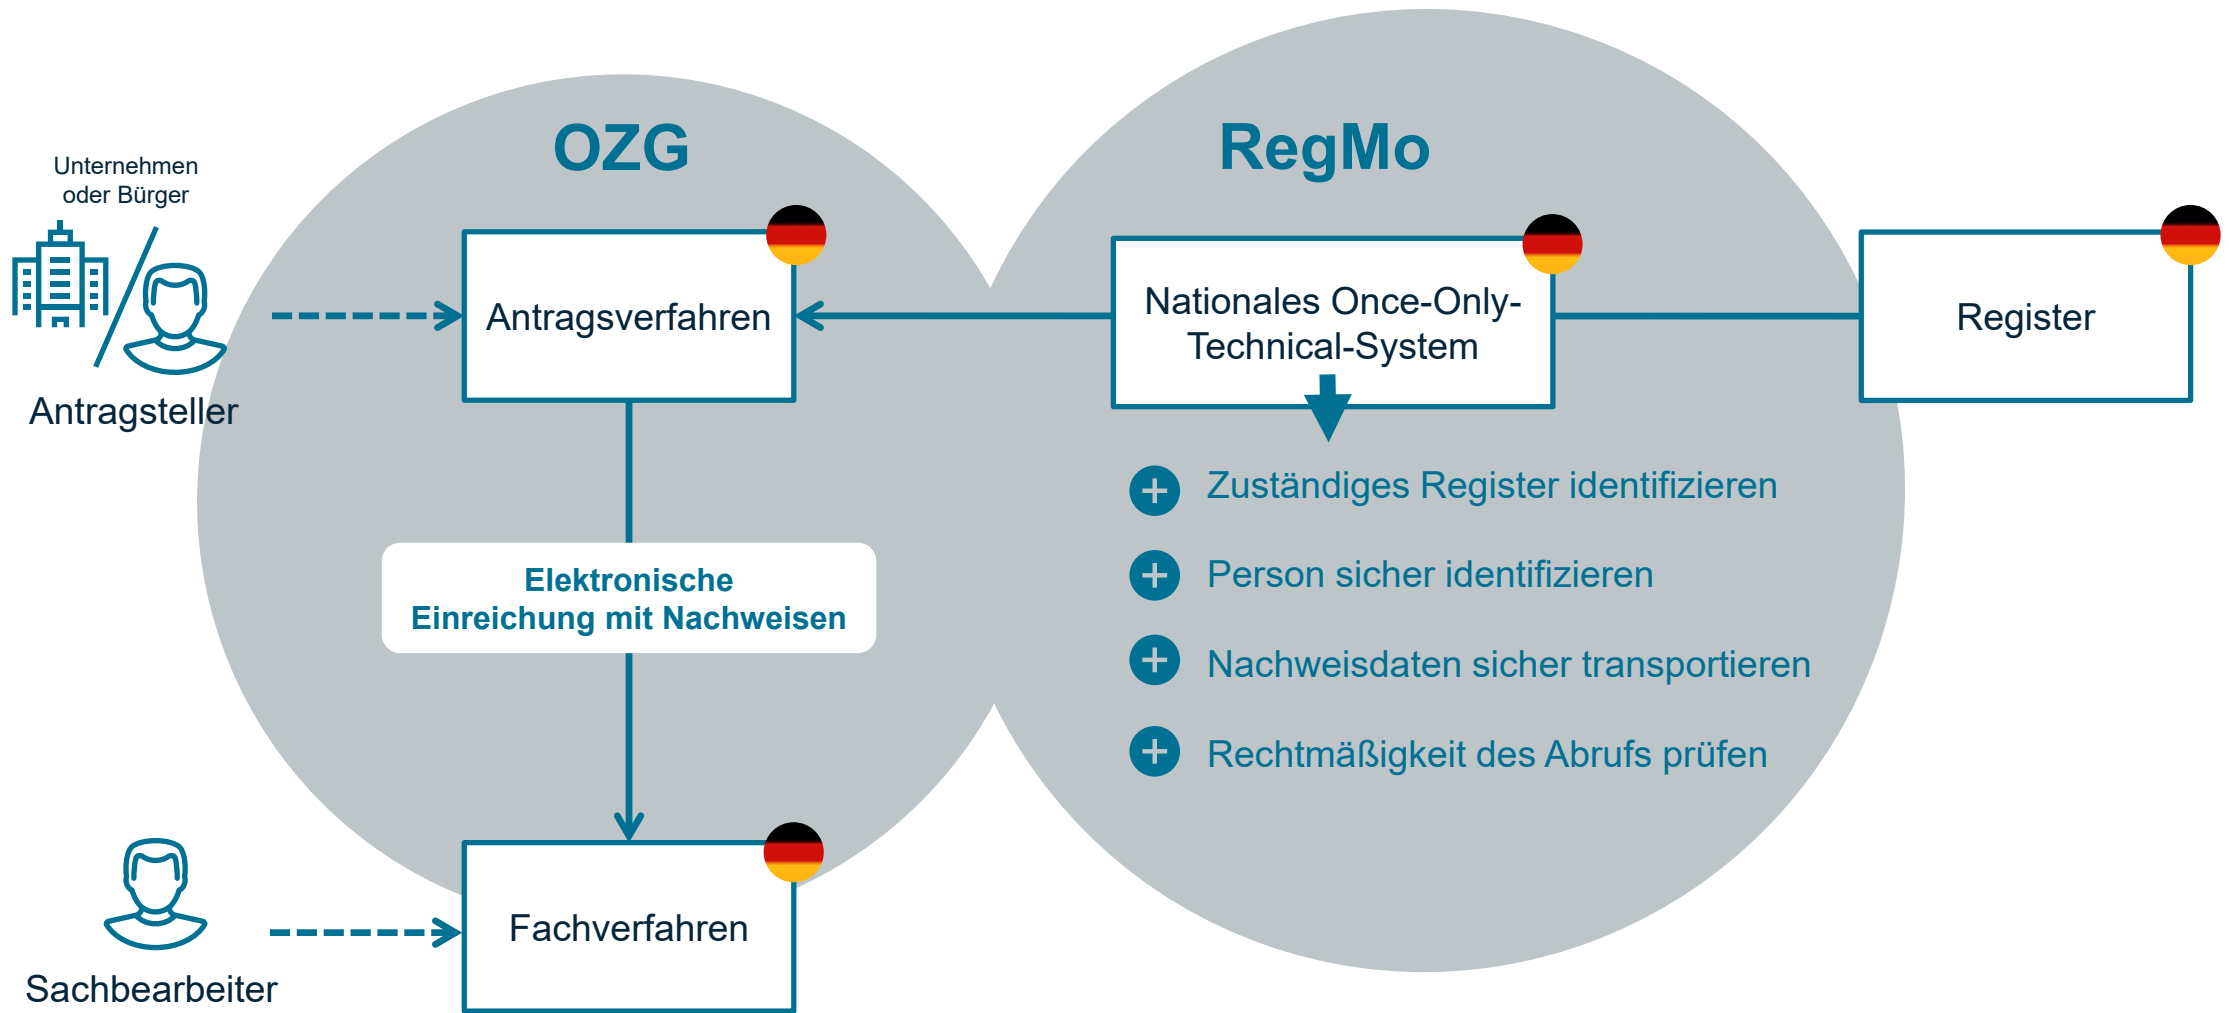 OZG
RegMo
Unternehmen
oder Bürger
Antragsteller
Antragsverfahren
Nationales Once-Only-
Technical-System
Register
Zuständiges Register identifizieren
Person sicher identifizieren
Nachweisdaten sicher transportieren
Rechtmäßigkeit des Abrufs prüfen
Elektronische
Einreichung mit Nachweisen
Fachverfahren
Sachbearbeiter